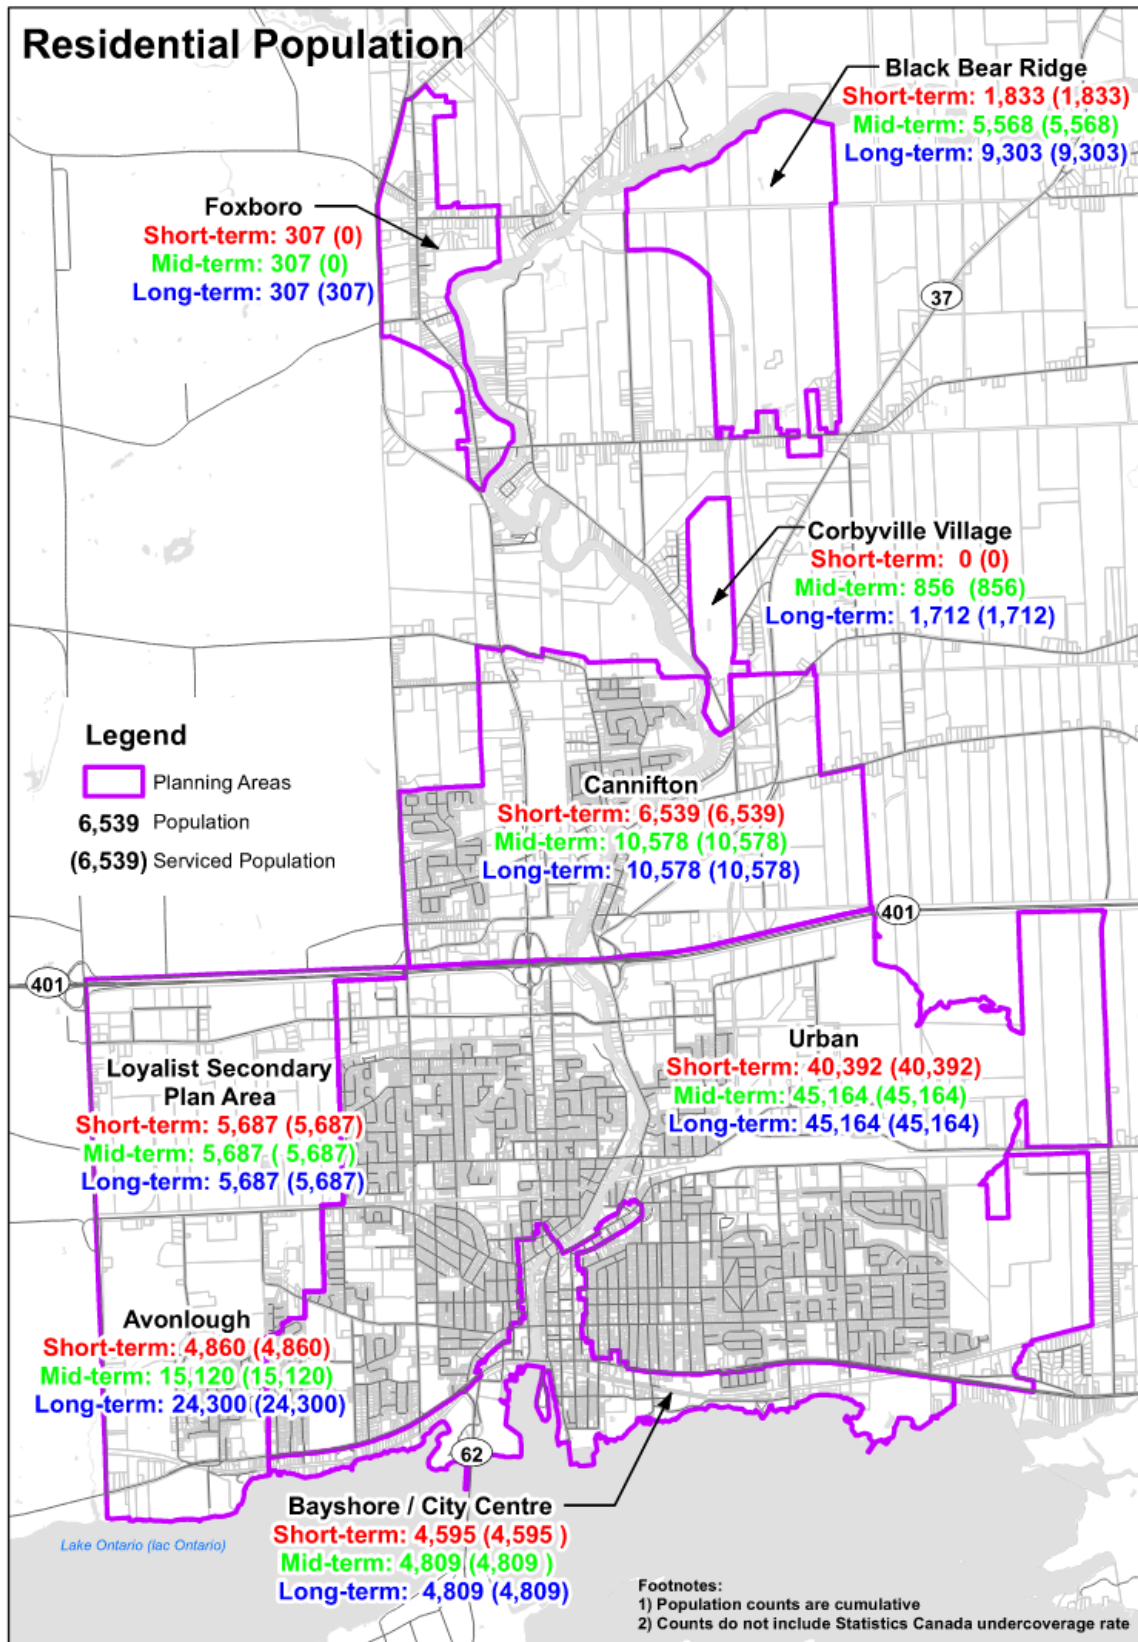 Residential Population
Black Bear Ridge
Short-term: 1,833 (1,833)
Mid-term: 5,568 (5,568)
Long-term: 9,303 (9,303)
Foxboro
Short-term: 307 (0)
Mid-term: 307 (0)
Long-term: 307 (307)
37
Corbyville Village
Short-term: 0 (0)
Mid-term: 856 (856)
Long-term: 1,712 (1,712)
Legend
Planning Areas
6,539 Population
(6,539) Serviced Population
Cannifton
Short-term: 6,539 (6,539)
Mid-term: 10,578 (10,578)
Long-term: 10,578 (10,578)
401
401
Urban
Short-term: 40,392 (40,392)
Mid-term: 45,164 (45,164)
Long-term: 45,164 (45,164)
Loyalist Secondary
Plan Area
Short-term: 5,687 (5,687)
Mid-term: 5,687 ( 5,687)
Long-term: 5,687 (5,687)
Avonlough
Short-term: 4,860 (4,860)
Mid-term: 15,120 (15,120)
Long-term: 24,300 (24,300)
62
Bayshore / City Centre
Short-term: 4,595 (4,595 )
Mid-term: 4,809 (4,809 )
Long-term: 4,809 (4,809)
Lake Ontario (lac Ontario)
Footnotes:
1) Population counts are cumulative
2) Counts do not include Statistics Canada undercoverage rate